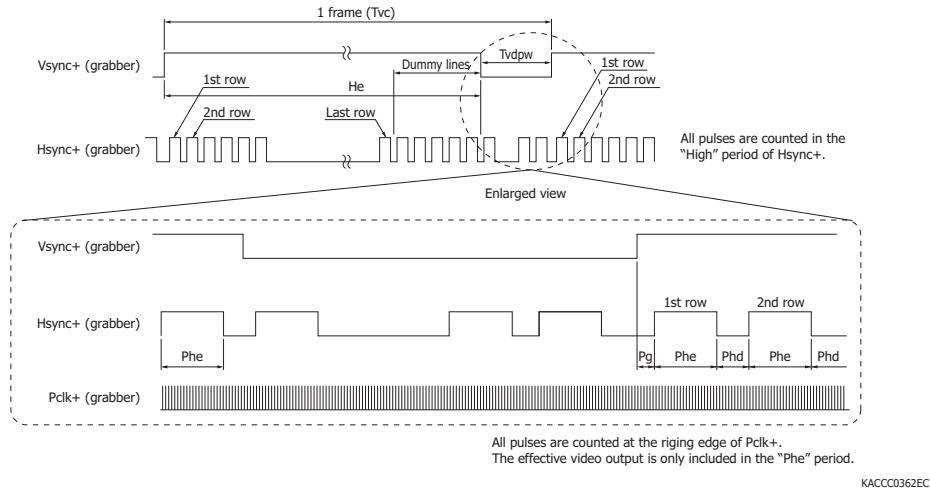 1 frame (Tvc)
Vsync+ (grabber)
Dummy lines
Tvdpw
1st row
2nd row
1st row
He
2nd row
Last row
Hsync+ (grabber)
All pulses are counted in the
“High” period of Hsync+.
Enlarged view
Vsync+ (grabber)
Hsync+ (grabber)
1st row
2nd row
Phe
Pg
Phe
Phd
Phe
Phd
Pclk+ (grabber)
All pulses are counted at the riging edge of Pclk+.
The effective video output is only included in the “Phe” period.
KACCC0362EC